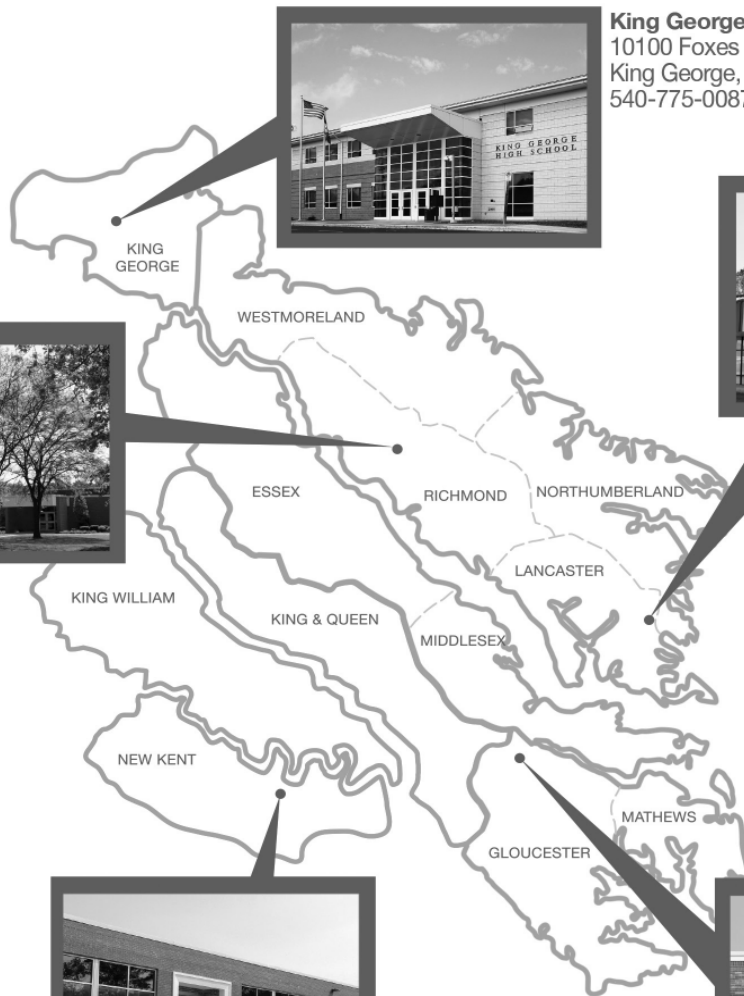 King George
10100 Foxes
King George,
540-775-0087
KING GEORGE
HIGH SCHOOL
KING
GEORGE
WESTMORELAND
ESSEX
RICHMOND
NORTHUMBERLAND
LANCASTER
KING WILLIAM
KING & QUEEN
MIDDLESEX
NEW KENT
MATHEWS
GLOUCESTER